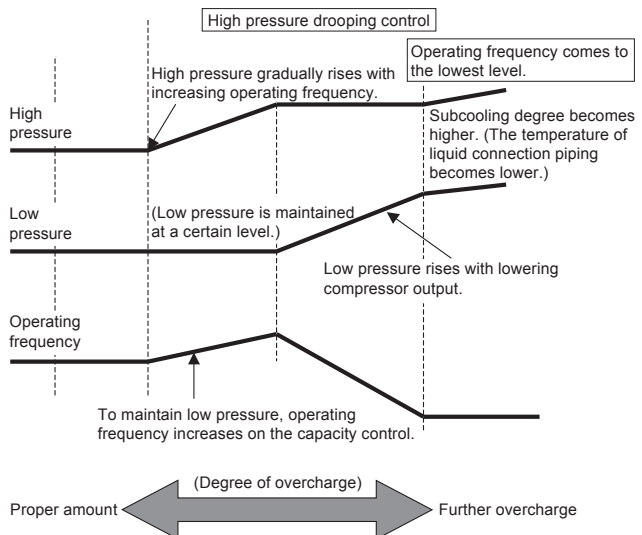 High pressure drooping control
Operating frequency comes to
the lowest level.
High pressure gradually rises with
increasing operating frequency.
High
pressure
Subcooling degree becomes
higher. (The temperature of
liquid connection piping
becomes lower.)
Low
pressure
(Low pressure is maintained
at a certain level.)
Low pressure rises with lowering
compressor output.
Operating
frequency
To maintain low pressure, operating
frequency increases on the capacity control.
(Degree of overcharge)
Proper amount
Further overcharge